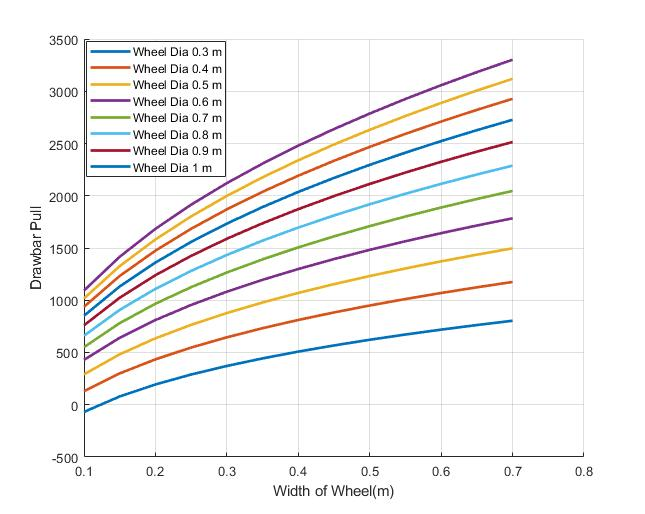 3500
3000
2500
2000
1500
1000
500
0
-500
Drawbar Pull
Wheel Dia 0.3 m
Wheel Dia 0.4 m
Wheel Dia 0.5 m
Wheel Dia 0.6 m
Wheel Dia 0.7 m
Wheel Dia 0.8 m
Wheel Dia 0.9 m
Wheel Dia 1 m
0.1 0.2 0.3 0.4 0.5 0.6 0.7 0.8
Width of Wheel(m)